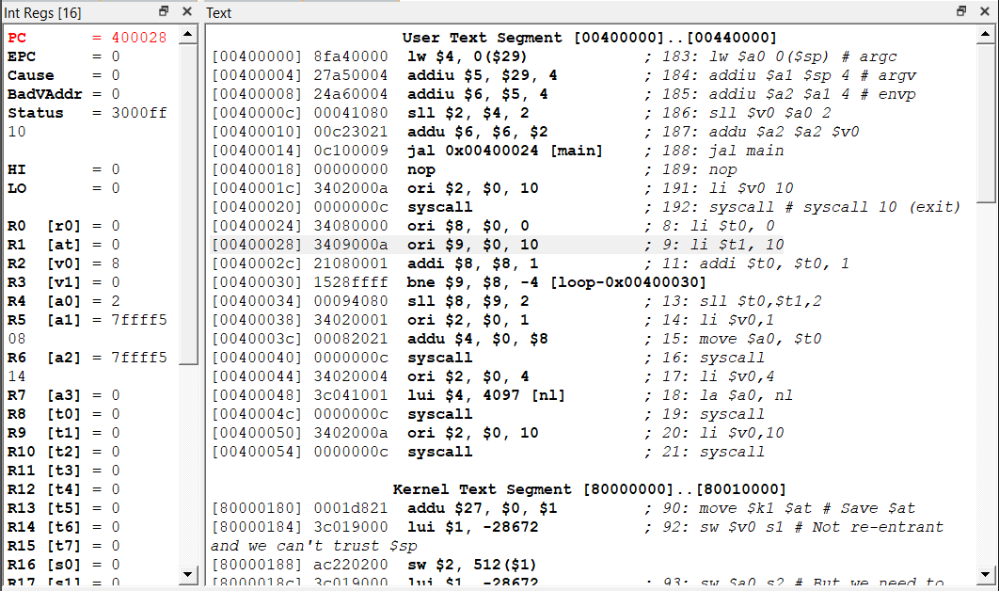 Int Regs [16]
PC = 400028
EPC = 0
Cause = 0
BadVAddr = 0
Status = 3000ff
10
HI = 0
LO = 0
R0 [r0] = 0
R1 [at] = 0
R2 [v0] = 8
R3 [v1] = 0
R4 [a0] = 2
R5 [a1] = 7ffff5
08
R6 [a2] = 7ffff5
14
R7 [a3] = 0
R8 [t0] = 0
R9 [t1] = 0
R10 [t2] = 0
R11 [t3] = 0
R12 [t4] = 0
R13 [t5] = 0
R14 [t6] = 0
R15 [t7] = 0
R16 [s0] = 0
R17 [s1] = 0
Text
User Text Segment [00400000]..[00440000]
[00400000] 8fa40000 lw $4, 0($29) ; 183: lw $a0 0($sp) # argc
[00400004] 27a50004 addiu $5, $29, 4 ; 184: addiu $a1 $sp 4 # argv
[00400008] 24a60004 addiu $6, $5, 4 ; 185: addiu $a2 $a1 4 # envp
[0040000c] 00041080 sll $2, $4, 2 ; 186: sll $v0 $a0 2
[00400010] 00c23021 addu $6, $6, $2 ; 187: addu $a2 $a2 $v0
[00400014] 0c100009 jal 0x00400024 [main] ; 188: jal main
[00400018] 00000000 nop ; 189: nop
[0040001c] 3402000a ori $2, $0, 10 ; 191: li $v0 10
[00400020] 0000000c syscall ; 192: syscall # syscall 10 (exit)
[00400024] 34080000 ori $8, $0, 0 ; 8: li $t0, 0
[00400028] 3409000a ori $9, $0, 10 ; 9: li $t1, 10
[0040002c] 21080001 addi $8, $8, 1 ; 11: addi $t0, $t0, 1
[00400030] 1528ffff bne $9, $8, -4 [loop-0x00400030]
[00400034] 00094080 sll $8, $9, 2 ; 13: sll $t0,$t1,2
[00400038] 34020001 ori $2, $0, 1 ; 14: li $v0,1
[0040003c] 00082021 addu $4, $0, $8 ; 15: move $a0, $t0
[00400040] 0000000c syscall ; 16: syscall
[00400044] 34020004 ori $2, $0, 4 ; 17: li $v0,4
[00400048] 3c041001 lui $4, 4097 [nl] ; 18: la $a0, nl
[0040004c] 0000000c syscall ; 19: syscall
[00400050] 3402000a ori $2, $0, 10 ; 20: li $v0,10
[00400054] 0000000c syscall ; 21: syscall
Kernel Text Segment [80000000]..[80010000]
[80000180] 0001d821 addu $27, $0, $1 ; 90: move $k1 $at # Save $at
[80000184] 3c019000 lui $1, -28672 ; 92: sw $v0 s1 # Not re-entrant
and we can't trust $sp
[80000188] ac220200 sw $2, 512($1)
[8000018c] 3c019000 lui $1, -28672 ; 93: sw $a0 s2 # But we need to